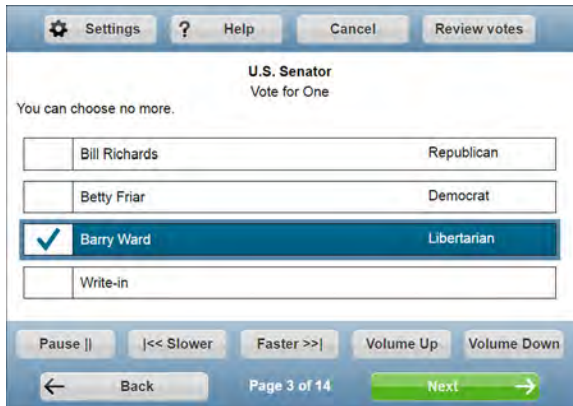 Settings ? Help Cancel Review votes
U.S. Senator
Vote for One
You can choose no more.
Bill Richards Republican
Betty Friar Democrat
Barry Ward Libertarian
Write-in
Pause || |<< Slower Faster >>| Volume Up Volume Down
Back Page 3 of 14 Next